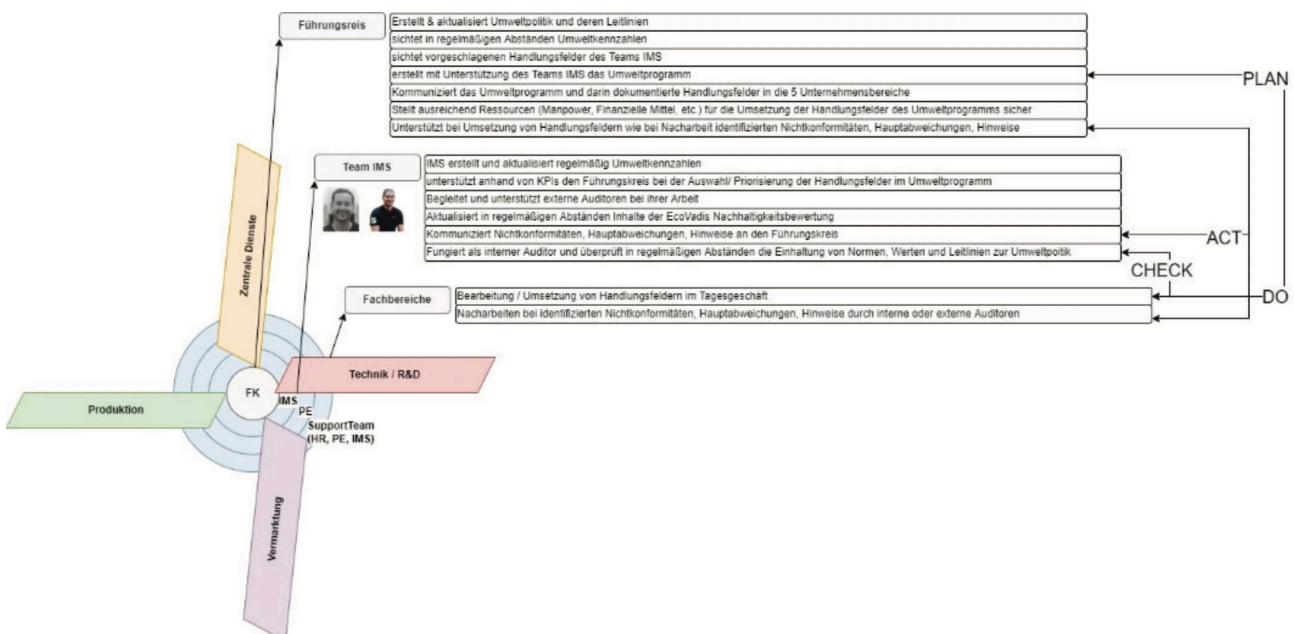 Führungsreis
Erstellt & aktualisiert Umweltpolitik und deren Leitlinien
sichtet in regelmäßigen Abständen Umweltkennzahlen
sichtet vorgeschlagenen Handlungsfelder des Teams IMS
erstellt mit Unterstützung des Teams IMS das Umweltprogramm
Kommuniziert das Umweltprogramm und darin dokumentierte Handlungsfelder in die 5 Unternehmensbereiche
Stellt ausreichend Ressourcen (Manpower, Finanzielle Mittel, etc.) für die Umsetzung der Handlungsfelder des Umweltprogramms sicher
Unterstützt bei Umsetzung von Handlungsfeldern wie bei Nacharbeit identifizierten Nichtkonformitäten, Hauptabweichungen, Hinweise
PLAN
Team IMS
IMS erstellt und aktualisiert regelmäßig Umweltkennzahlen
unterstützt anhand von KPIs den Führungskreis bei der Auswahl/ Priorisierung der Handlungsfelder im Umweltprogramm
Begleitet und unterstützt externe Auditoren bei ihrer Arbeit
Aktualisiert in regelmäßigen Abständen Inhalte der EcoVadis Nachhaltigkeitsbewertung
Kommuniziert Nichtkonformitäten, Hauptabweichungen, Hinweise an den Führungskreis
Fungiert als interner Auditor und überprüft in regelmäßigen Abständen die Einhaltung von Normen, Werten und Leitlinien zur Umweltpoitik
ACT
CHECK
Fachbereiche
Bearbeitung / Umsetzung von Handlungsfeldern im Tagesgeschäft
Nacharbeiten bei identifizierten Nichtkonformitäten, Hauptabweichungen, Hinweise durch interne oder externe Auditoren
DO
Zentrale Dienste
Technik / R&D
FK
IMS
PE
SupportTeam
(HR, PE, IMS)
Produktion
Vermarktung